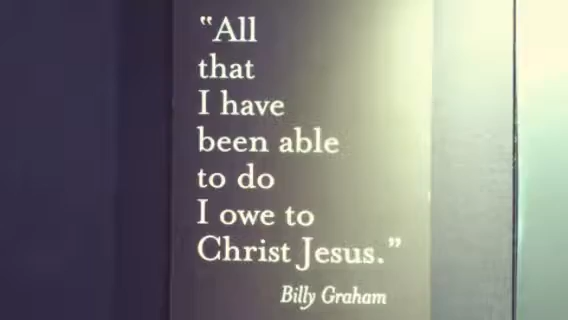 “All
that
I have
been able
to do
I owe to
Christ Jesus.”
Billy Graham